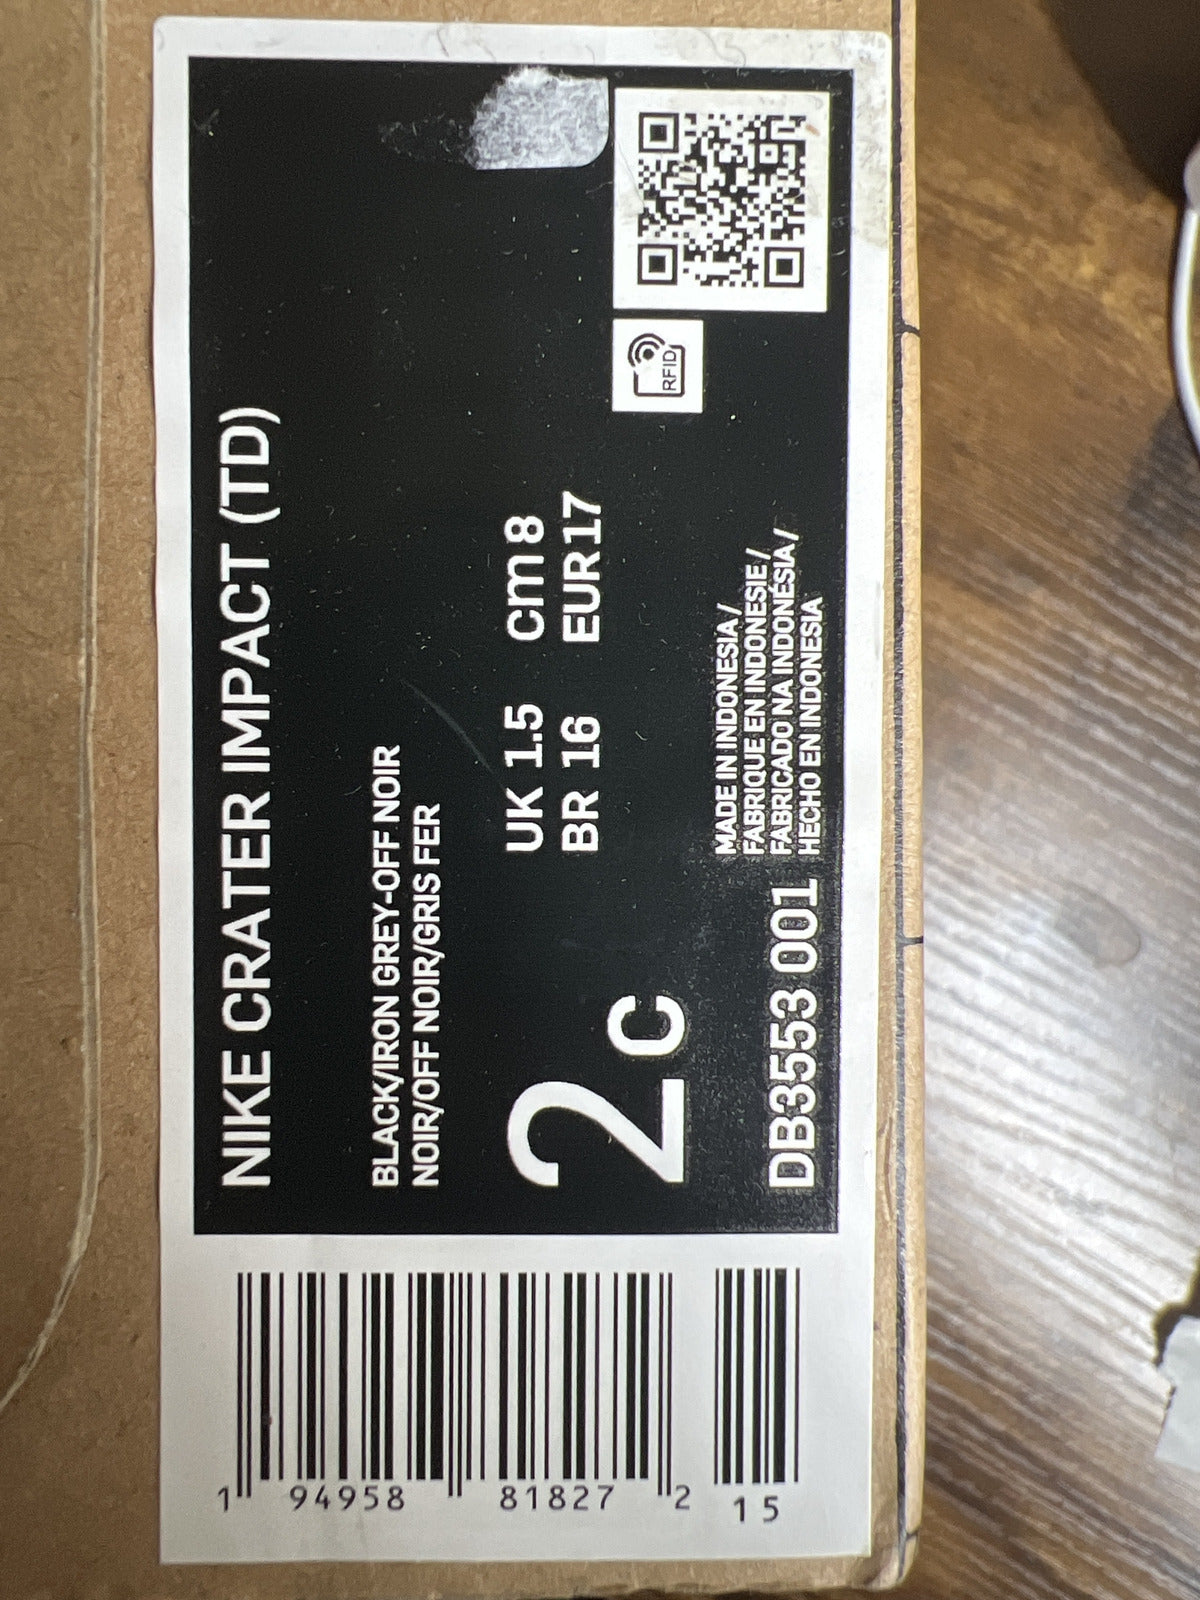 NIKE CRATER IMPACT (TD)
BLACK/IRON GREY-OFF NOIR
NOIR/OFF NOIR/GRIS FER
2C
UK 1.5 cm 8
BR 16 EUR 17
DB3553 001
MADE IN INDONESIA /
FABRIQUE EN INDONESIE /
FABRICADO NA INDONÉSIA /
HECHO EN INDONESIA
RFID
1 94958 81827 2 15